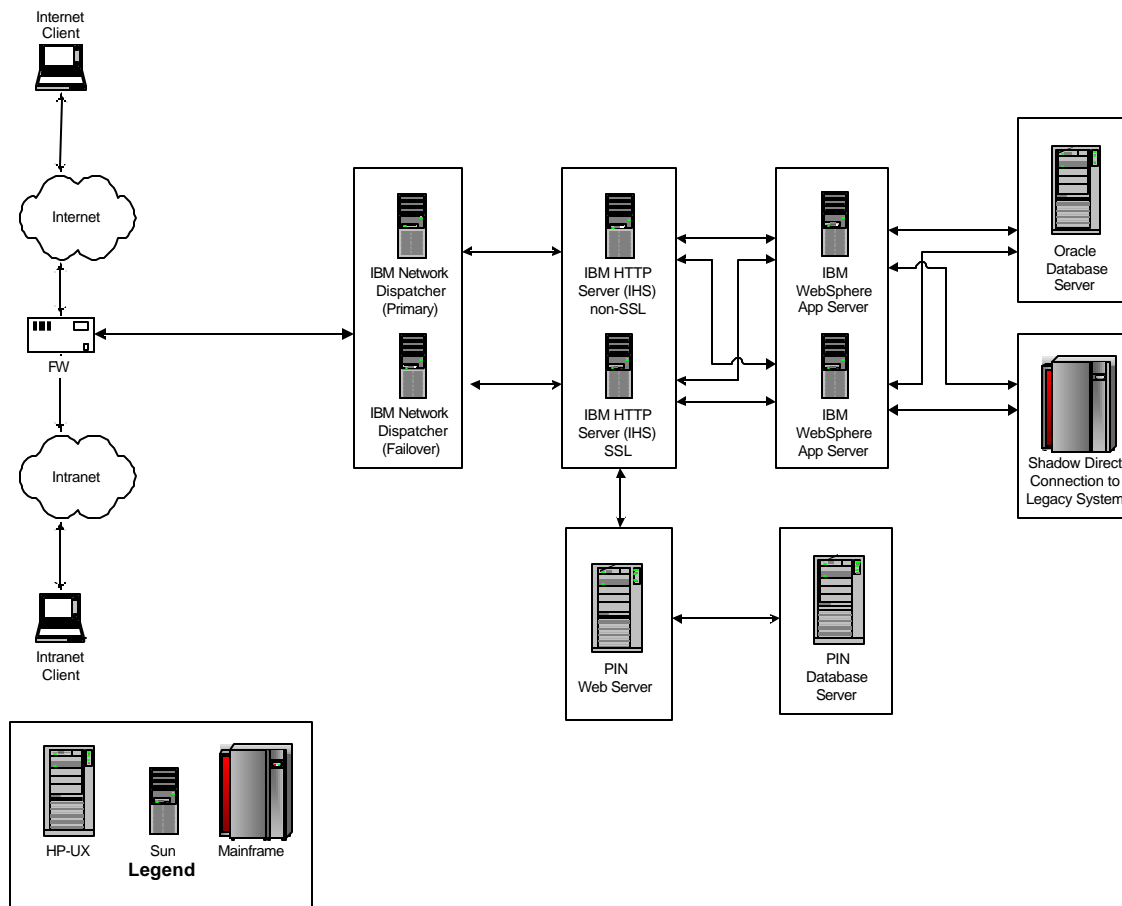 Internet
Client
Internet
FW
Intranet
Intranet
Client
IBM Network
Dispatcher
(Primary)
IBM Network
Dispatcher
(Failover)
IBM HTTP
Server (IHS)
non-SSL
IBM HTTP
Server (IHS)
SSL
IBM
WebSphere
App Server
IBM
WebSphere
App Server
Oracle
Database
Server
Shadow Direct
Connection to
Legacy System
PIN
Web Server
PIN
Database
Server
HP-UX
Sun
Mainframe
Legend